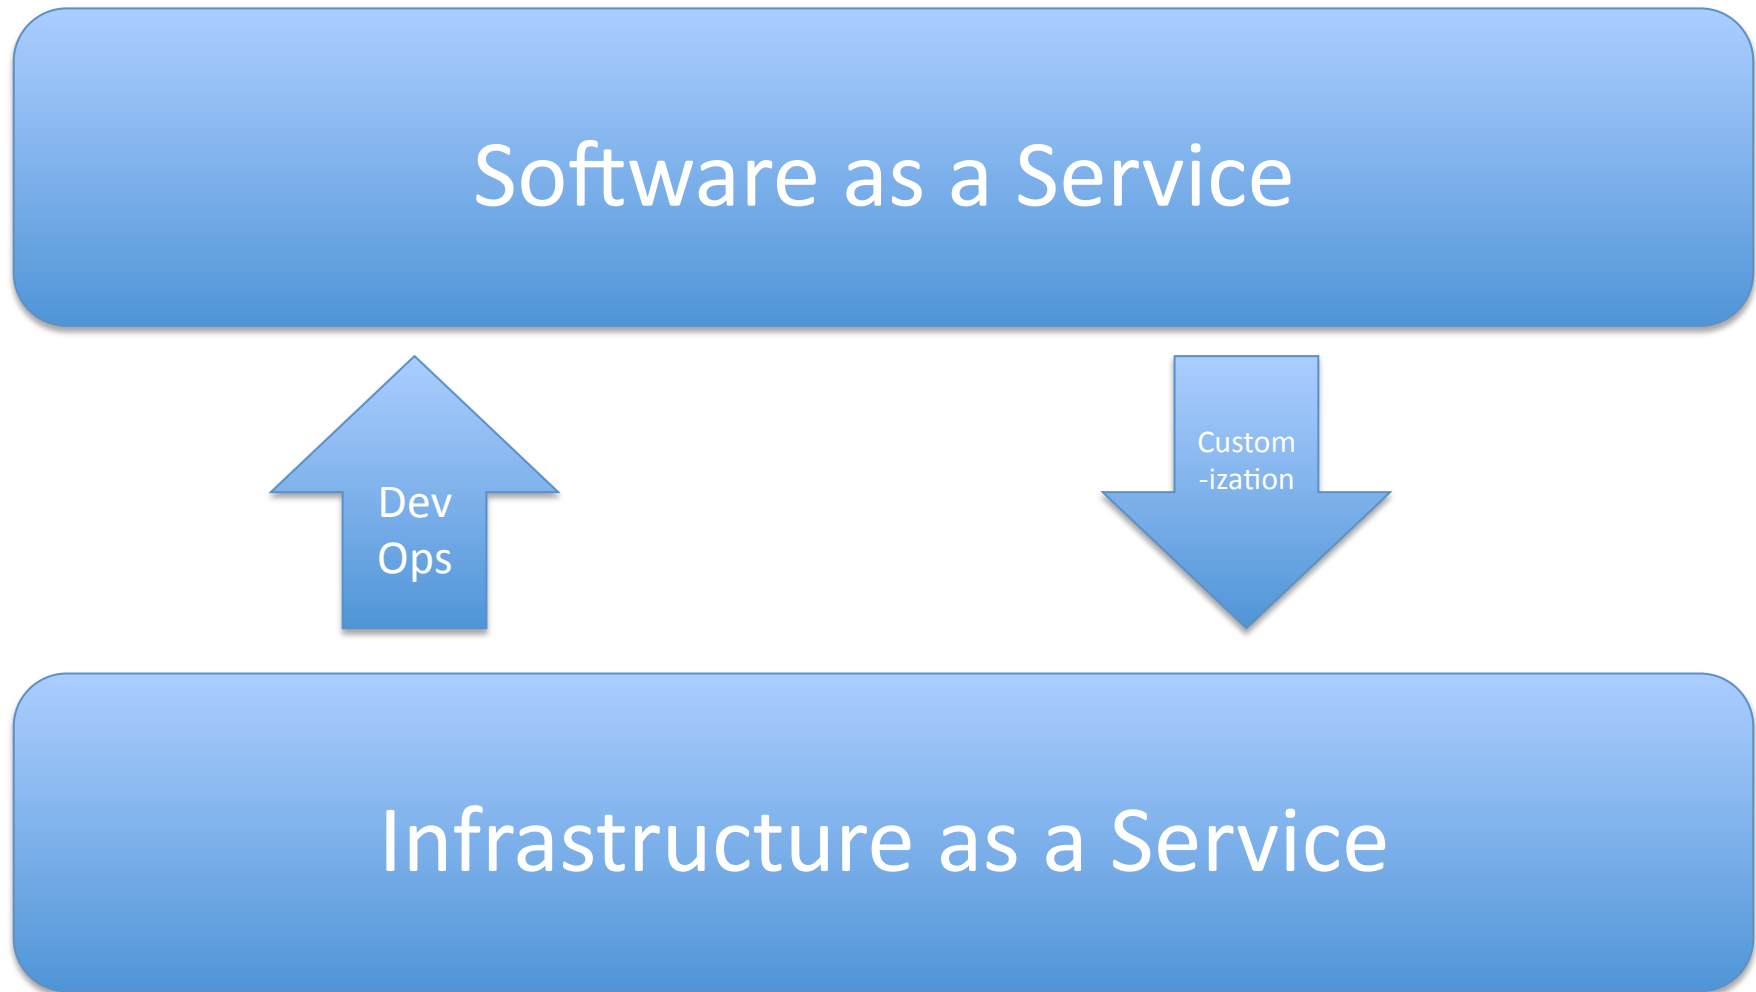 Software as a Service
Dev
Ops
Custom
-ization
Infrastructure as a Service